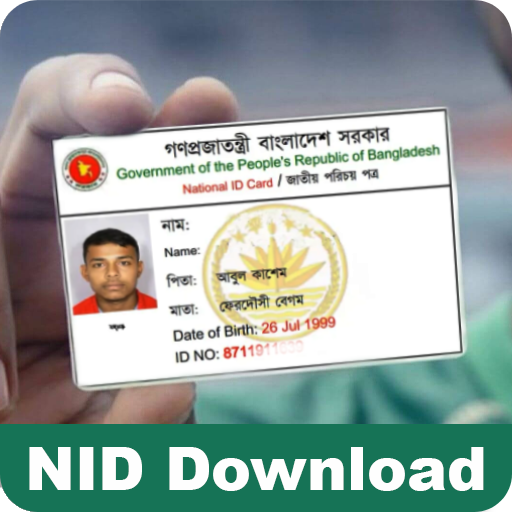 গণপ্রজাতন্ত্রী বাংলাদেশ সরকার
Government of the People's Republic of Bangladesh
National ID Card / জাতীয় পরিচয় পত্র
নাম:
Name:
পিতা: আবুল কাশেম
মাতা: ফেরদৌসী বেগম
Date of Birth: 26 Jul 1999
ID NO: 8711911
NID Download